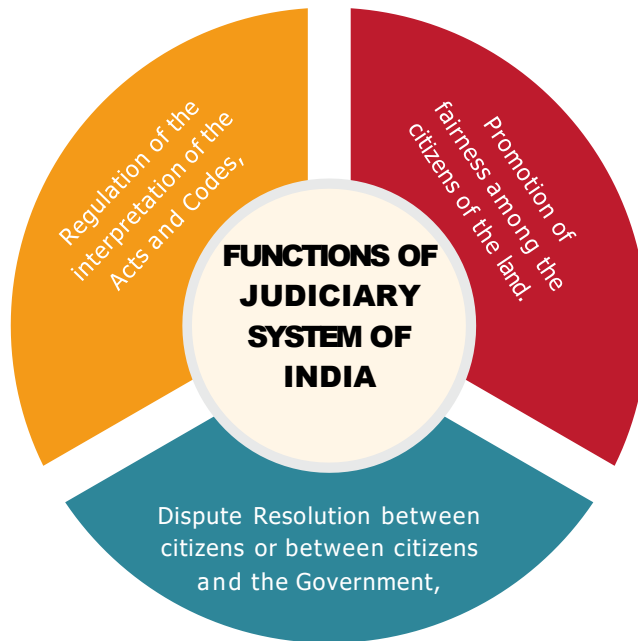 FUNCTIONS OF
JUDICIARY
SYSTEM OF
INDIA
Regulation of the
interpretation of the
Acts and Codes,
Promotion of
fairness among the
citizens of the land.
Dispute Resolution between
citizens or between citizens
and the Government,